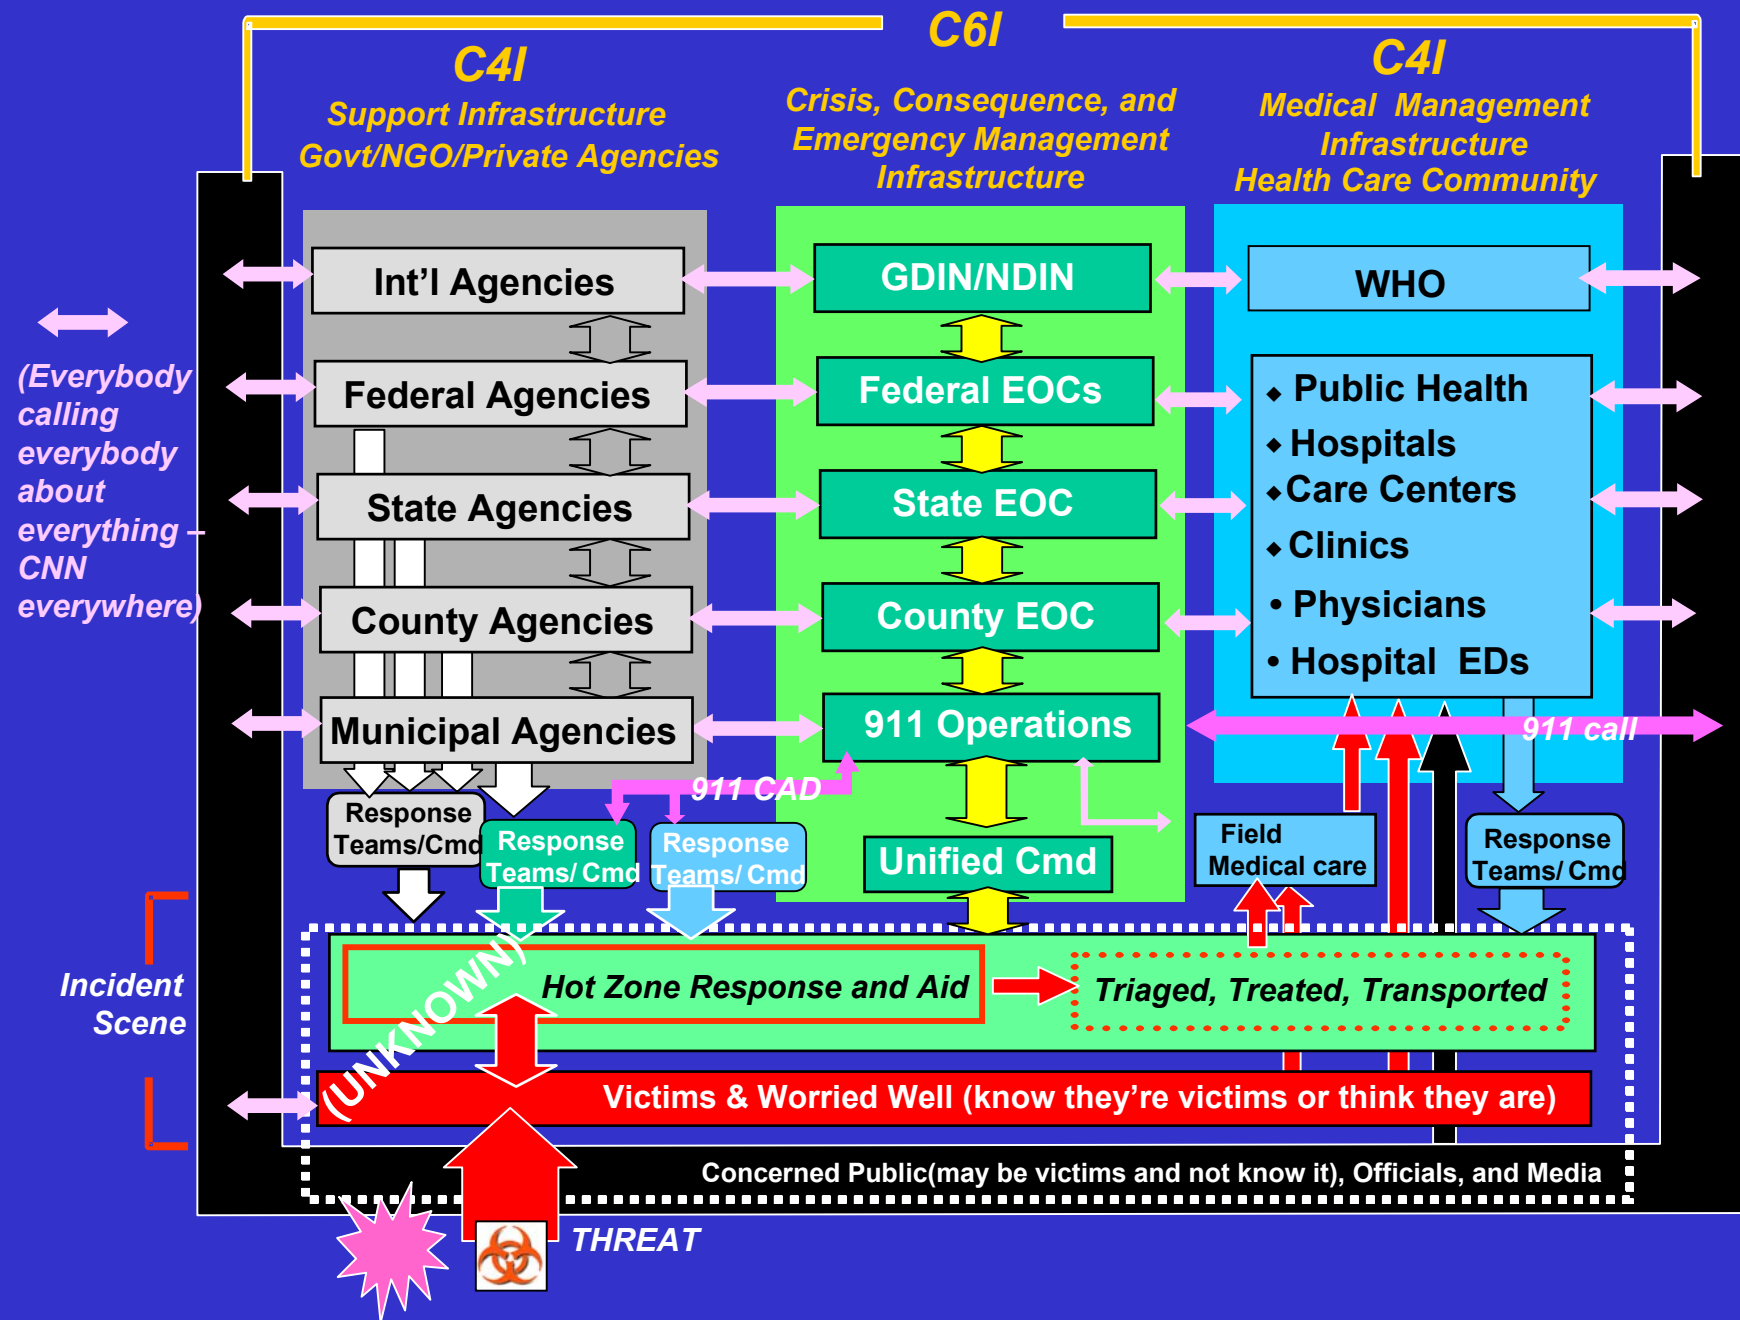 C6I
C4I
Support Infrastructure
Govt/NGO/Private Agencies
Crisis, Consequence, and
Emergency Management
Infrastructure
C4I
Medical Management
Infrastructure
Health Care Community
Int'l Agencies
GDIN/NDIN
WHO
(Everybody
calling
everybody
about
everything –
CNN
everywhere)
Federal Agencies
Federal EOCs
◆ Public Health
◆ Hospitals
◆ Care Centers
◆ Clinics
• Physicians
• Hospital EDs
State Agencies
State EOC
County Agencies
County EOC
Municipal Agencies
911 Operations
911 call
911 CAD
Response
Teams/Cmd
Response
Teams/ Cmd
Response
Teams/ Cmd
Unified Cmd
Field
Medical care
Response
Teams/ Cmd
Incident
Scene
(UNKNOWN)
Hot Zone Response and Aid
Triaged, Treated, Transported
Victims & Worried Well (know they're victims or think they are)
Concerned Public(may be victims and not know it), Officials, and Media
THREAT